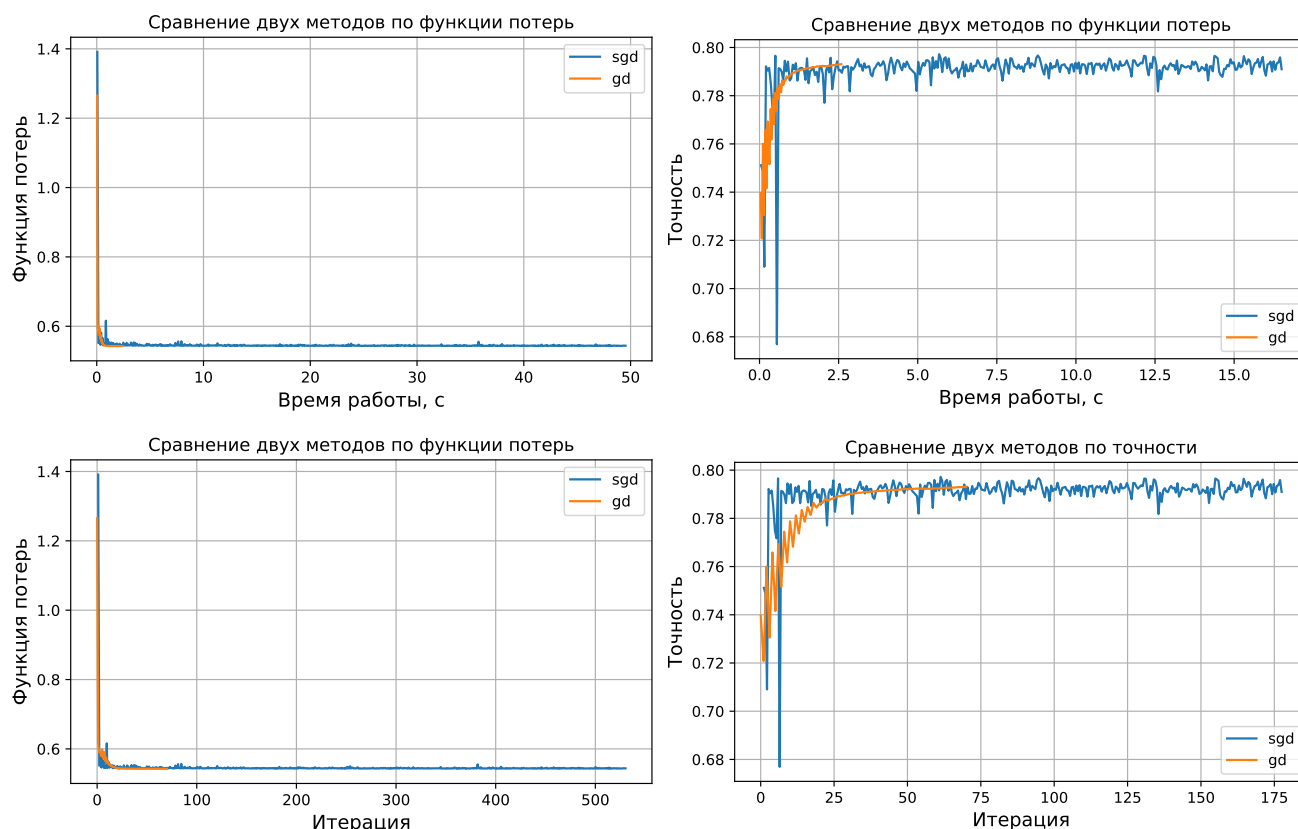 Сравнение двух методов по функции потерь
1.4
1.2
1.0
0.8
0.6
Функция потерь
sgd
gd
0
10
20
30
40
50
Время работы, с
Сравнение двух методов по функции потерь
0.80
0.78
0.76
0.74
0.72
0.70
0.68
Точность
sgd
gd
0.0
2.5
5.0
7.5
10.0
12.5
15.0
Время работы, с
Сравнение двух методов по функции потерь
1.4
1.2
1.0
0.8
0.6
Функция потерь
sgd
gd
0
100
200
300
400
500
Итерация
Сравнение двух методов по точности
0.80
0.78
0.76
0.74
0.72
0.70
0.68
Точность
sgd
gd
0
25
50
75
100
125
150
175
Итерация